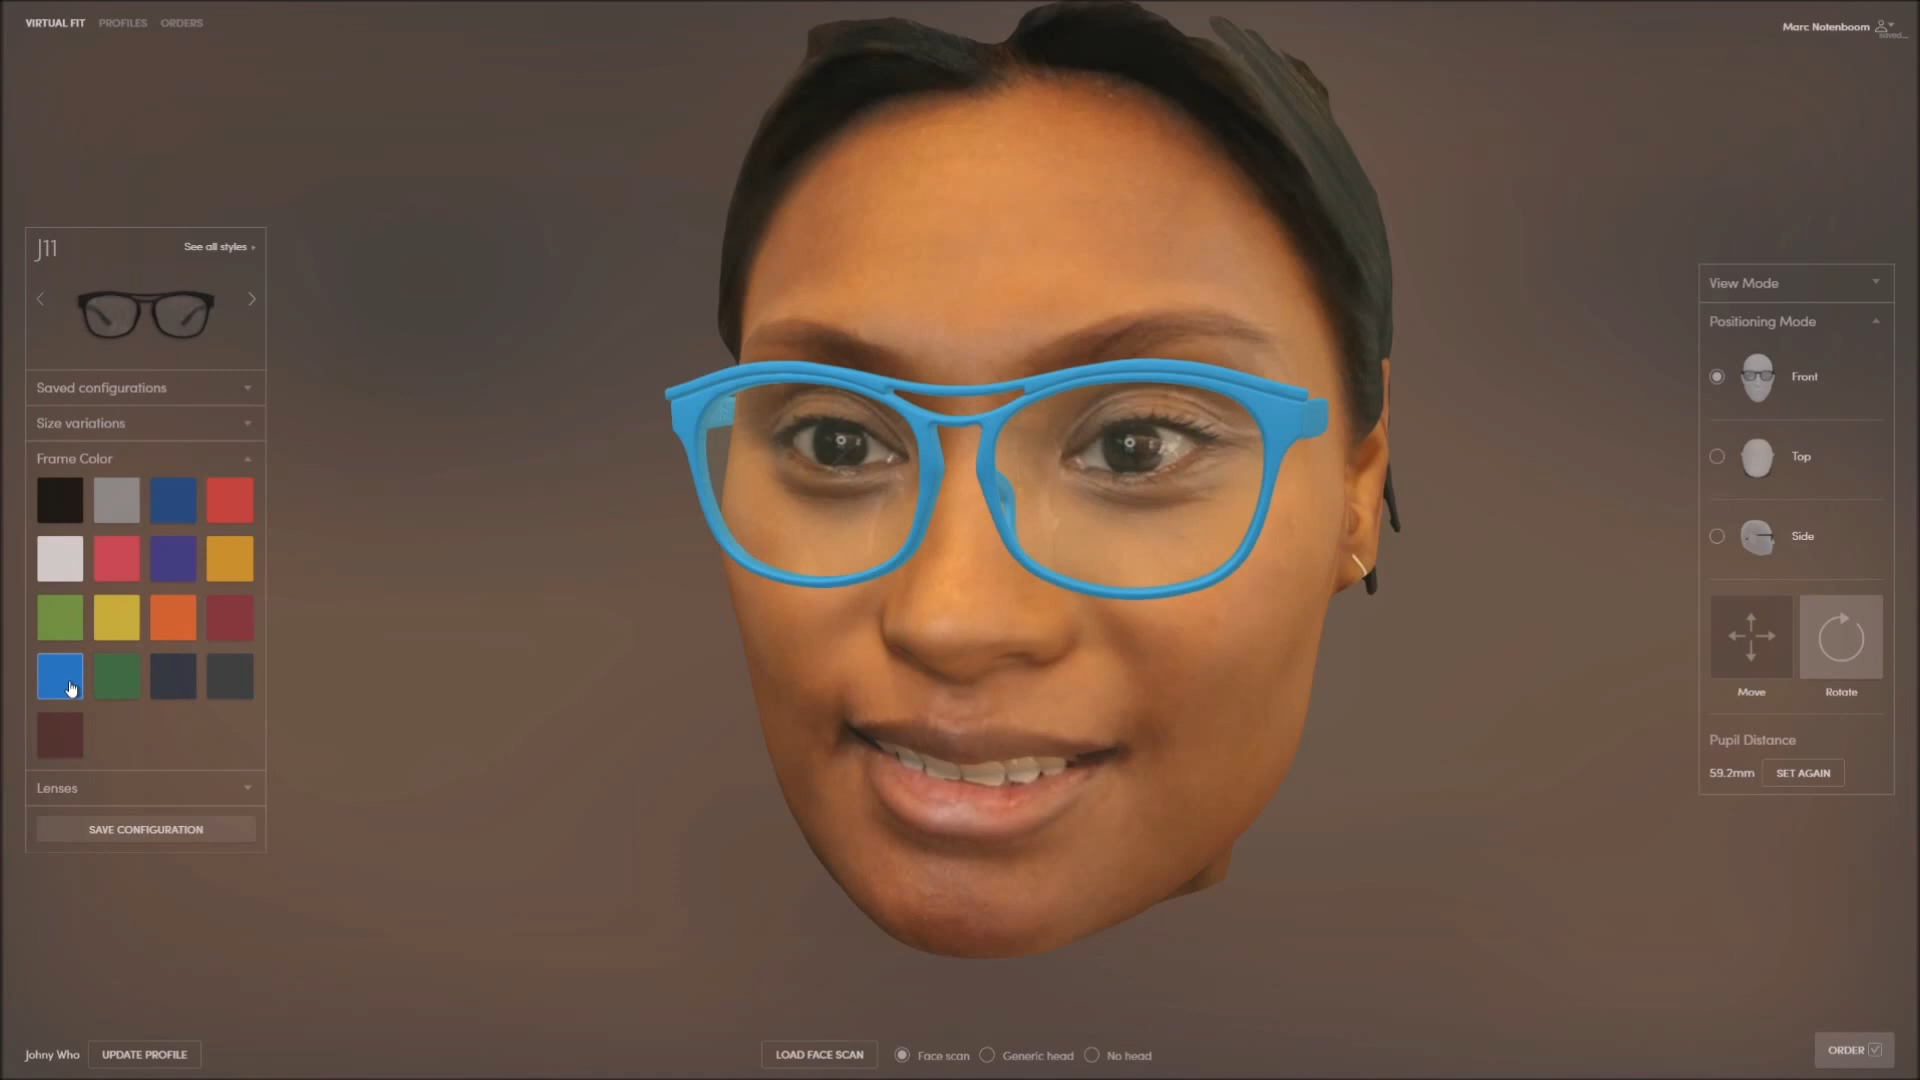 VIRTUAL FIT PROFILES ORDERS
Marc Notenboom
saved...
J11
See all styles
Saved configurations
Size variations
Frame Color
Lenses
SAVE CONFIGURATION
View Mode
Positioning Mode
Front
Top
Side
Move Rotate
Pupil Distance
59.2mm SET AGAIN
Johny Who UPDATE PROFILE
LOAD FACE SCAN Face scan Generic head No head
ORDER